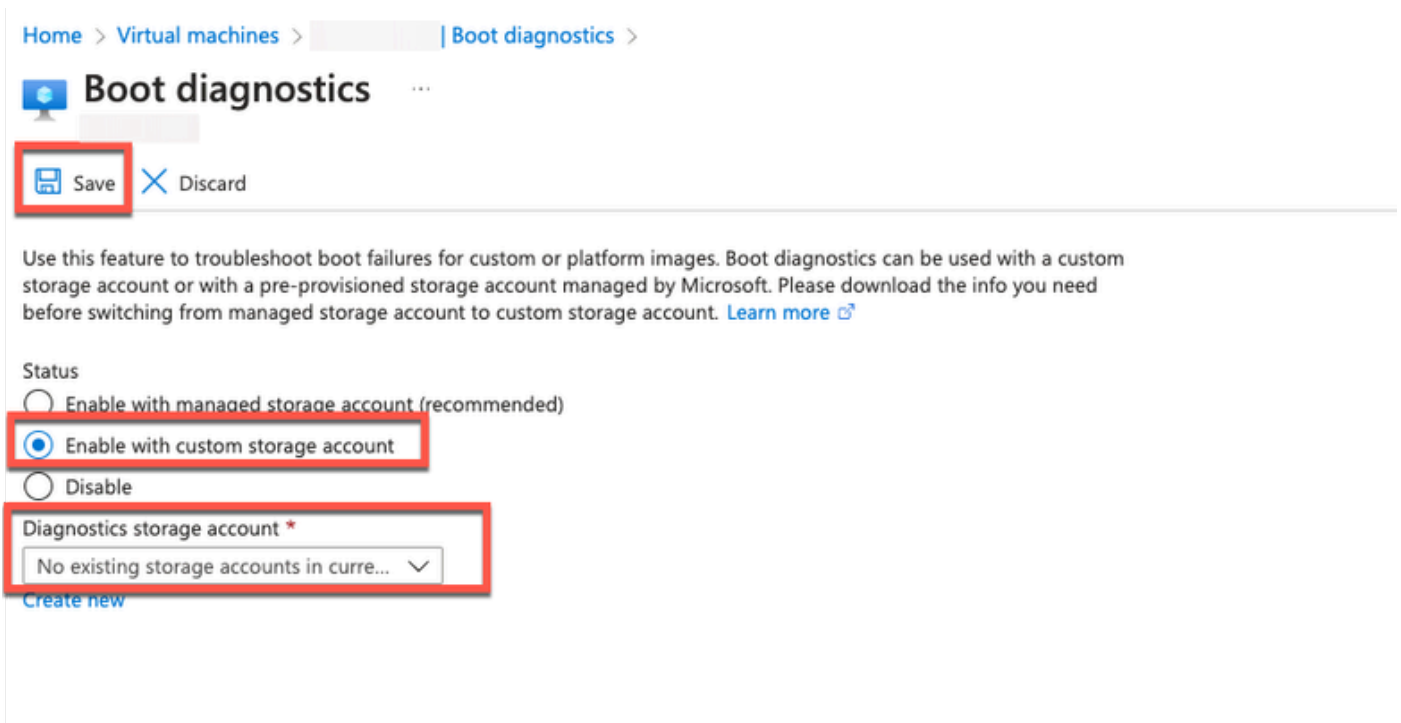 Home > Virtual machines > | Boot diagnostics >
Boot diagnostics ...
Save Discard
Use this feature to troubleshoot boot failures for custom or platform images. Boot diagnostics can be used with a custom
storage account or with a pre-provisioned storage account managed by Microsoft. Please download the info you need
before switching from managed storage account to custom storage account. Learn more
Status
Enable with managed storage account (recommended)
Enable with custom storage account
Disable
Diagnostics storage account *
No existing storage accounts in curre...
Create new